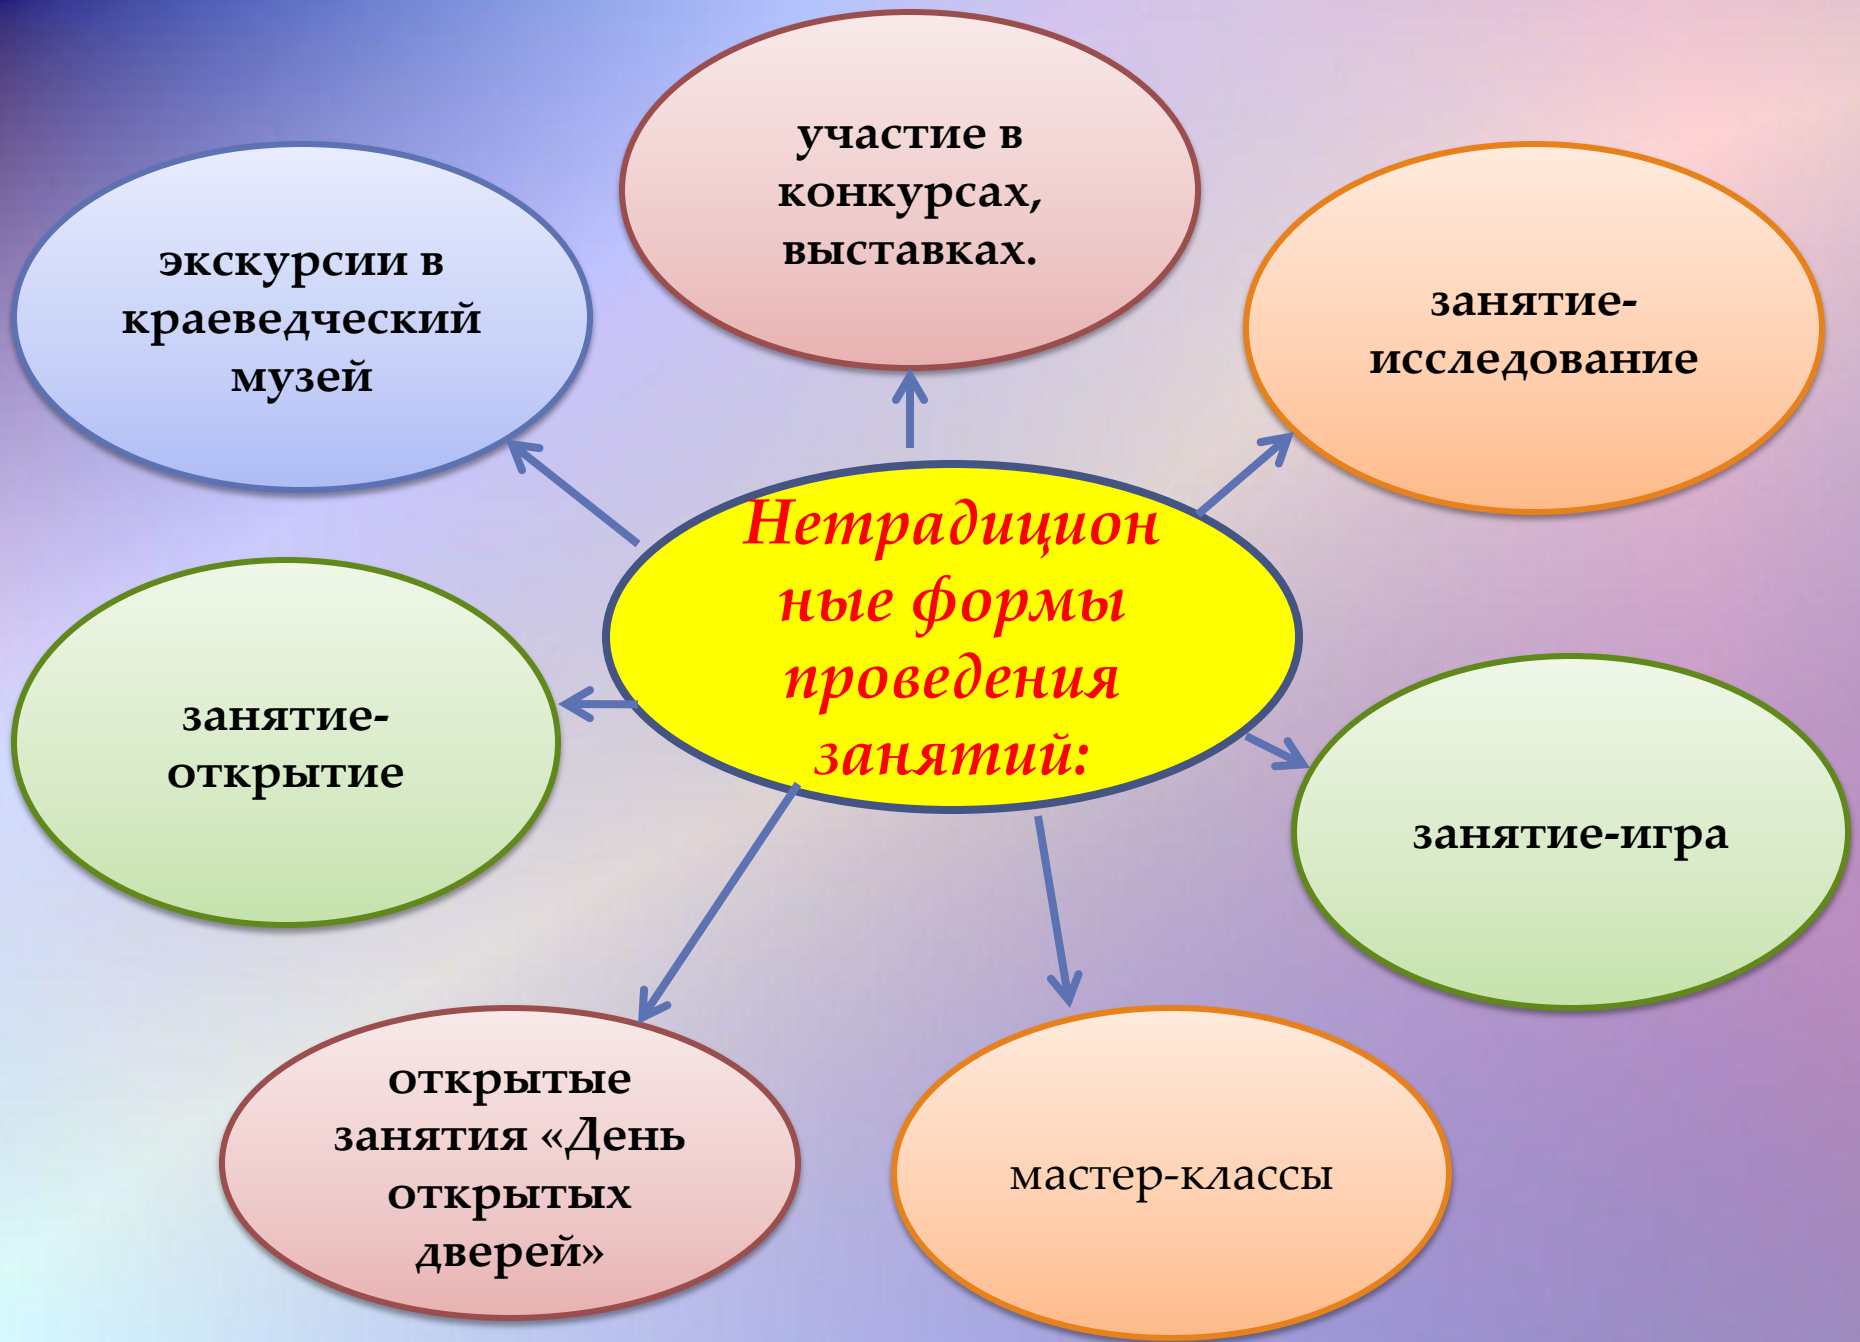 участие в
конкурсах,
выставках.
экскурсии в
краеведческий
музей
занятие-
исследование
Нетрадицион
ные формы
проведения
занятий:
занятие-
открытие
занятие-игра
открытые
занятия «День
открытых
дверей»
мастер-классы